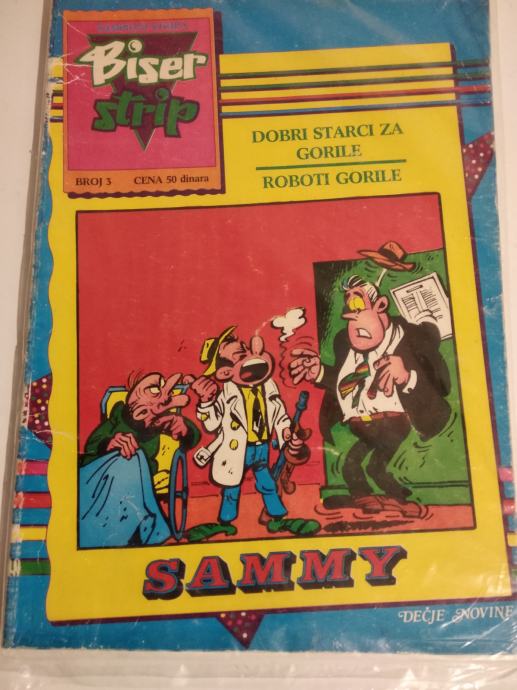 Biser
strip
BROJ 3 CENA 50 dinara
DOBRI STARCI ZA
GORILE
ROBOTI GORILE
SAMMY
DEČJE NOVINE